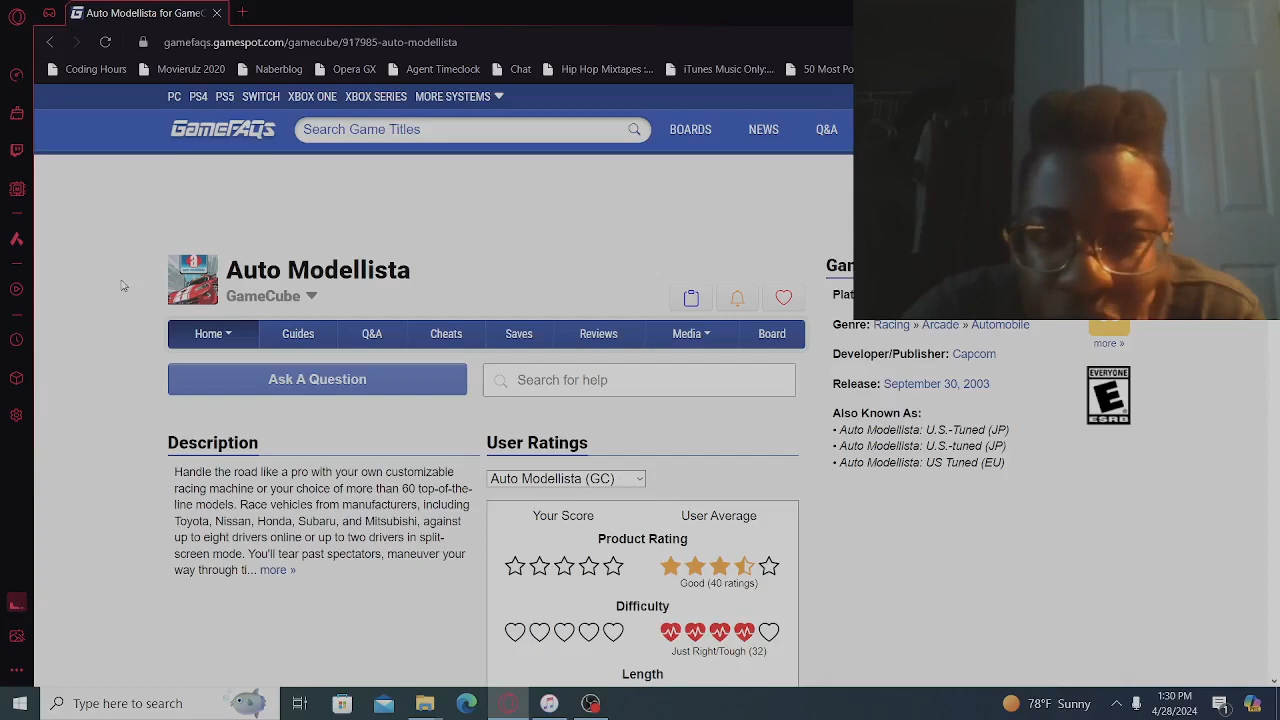 Auto Modellista for GameC
gamefaqs.gamespot.com/gamecube/917985-auto-modellista
Coding Hours Movierulz 2020 Naberblog Opera GX Agent Timeclock Chat Hip Hop Mixtapes :... iTunes Music Only:... 50 Most Po
PC PS4 PS5 SWITCH XBOX ONE XBOX SERIES MORE SYSTEMS
GameFAQs Search Game Titles BOARDS NEWS Q&A
Auto Modellista
GameCube
Home Guides Q&A Cheats Saves Reviews Media Board
Ask A Question Search for help
Description
Handle the road like a pro with your own customizable
racing machine or your choice of more than 60 top-of-the-
line models. Race vehicles from manufacturers, including
Toyota, Nissan, Honda, Subaru, and Mitsubishi, against
up to eight drivers online or up to two drivers in split-
screen mode. You'll tear past spectators, maneuver your
way through ti... more »
User Ratings
Auto Modellista (GC)
Your Score User Average
Product Rating
Good (40 ratings)
Difficulty
Just Right/Tough (32)
Length
Gam
Plat
Genre: Racing » Arcade » Automobile
Developer/Publisher: Capcom
Release: September 30, 2003
Also Known As:
• Auto Modellista: U.S.-Tuned (JP)
• Auto Modellista: U.S.-tuned (JP)
• Auto Modellista: US Tuned (EU)
more »
EVERYONE
E
ESRB
Type here to search
78°F Sunny
1:30 PM
4/28/2024